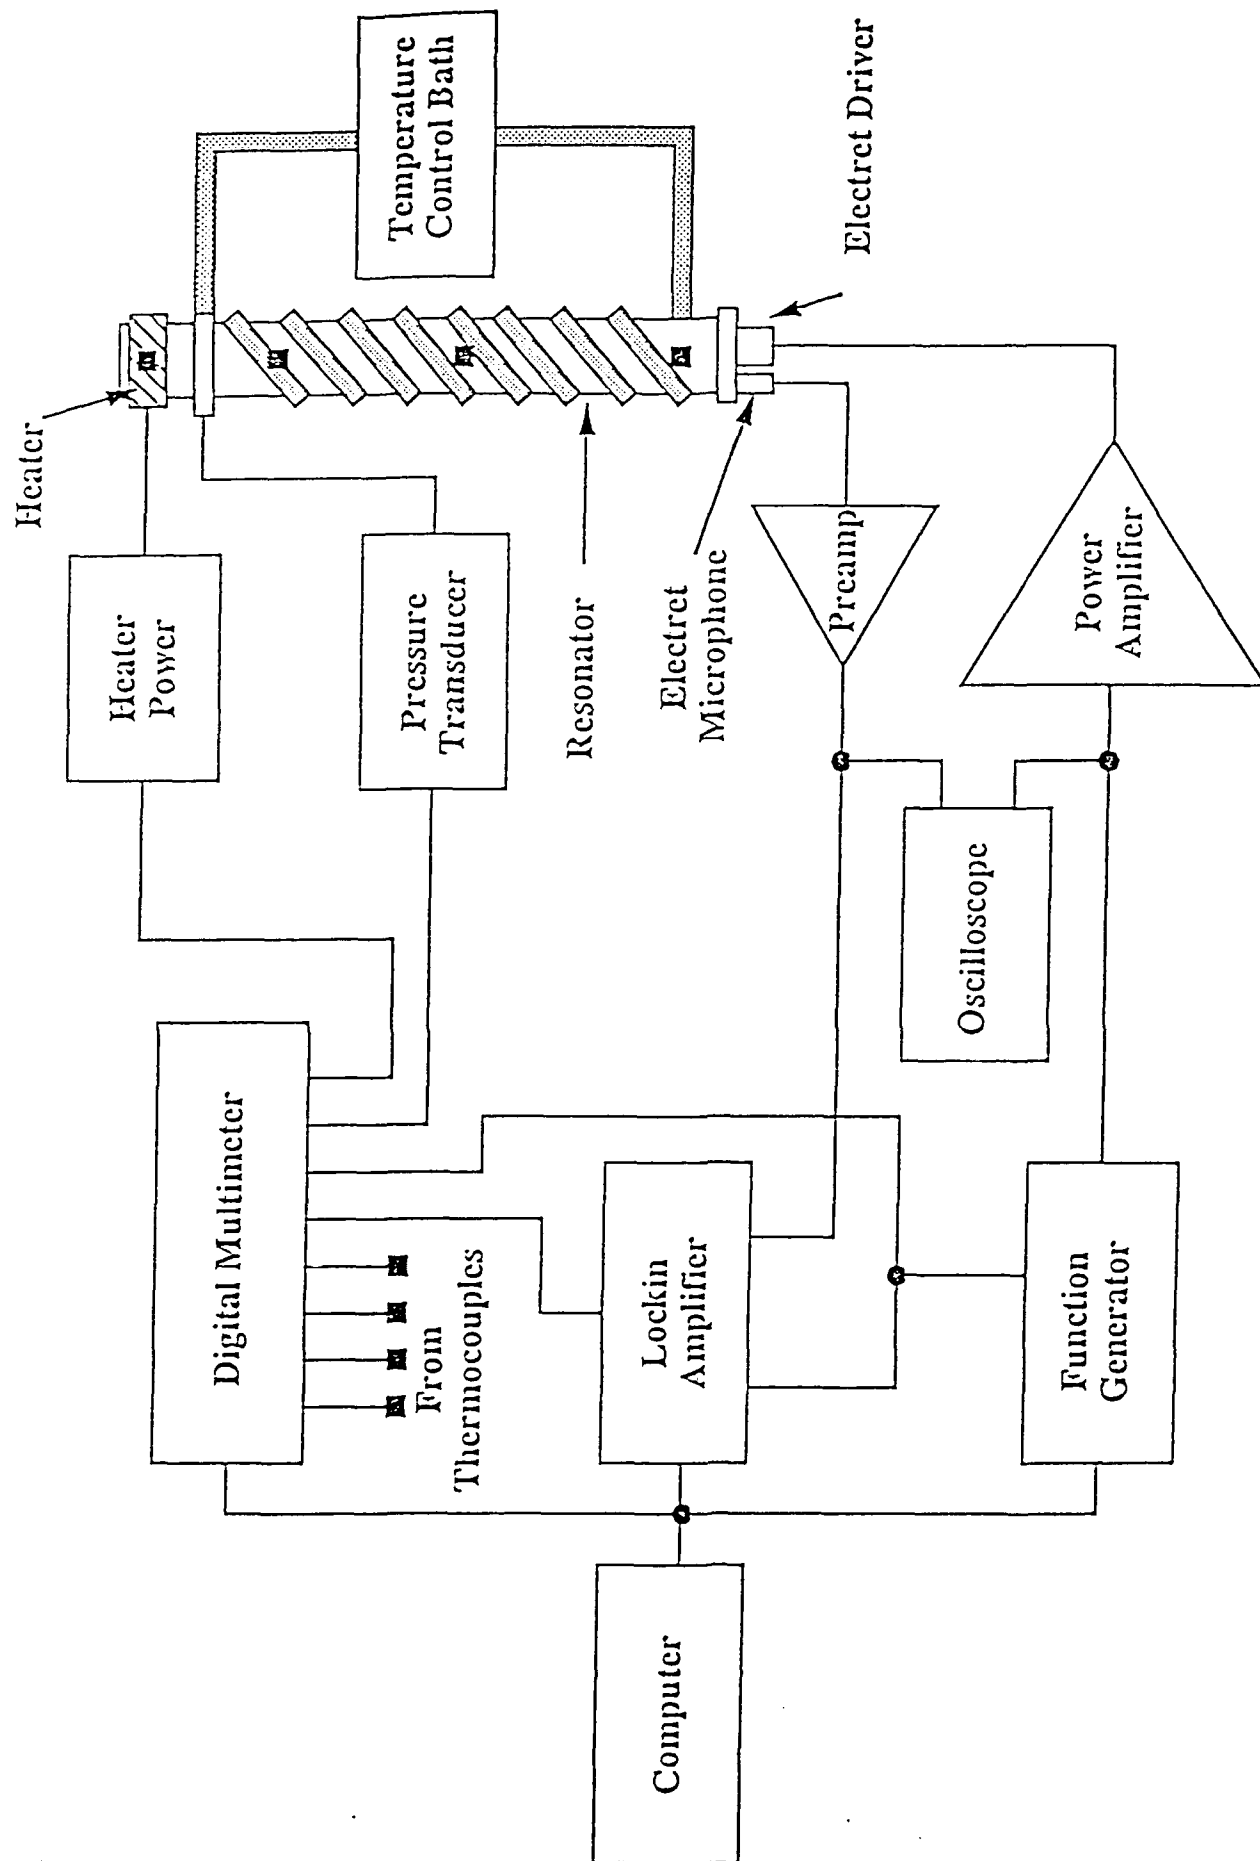 Heater
Temperature
Control Bath
Electret Driver
Heater
Power
Pressure
Transducer
Resonator
Electret
Microphone
Preamp
Power
Amplifier
Digital Multimeter
From
Thermocouples
Lockin
Amplifier
Oscilloscope
Function
Generator
Computer